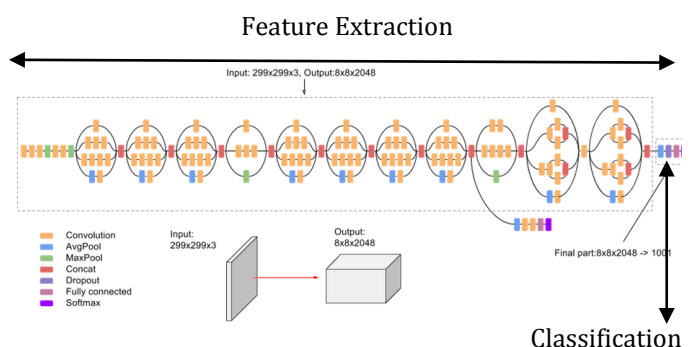 Feature Extraction
Input: 299x299x3, Output:8x8x2048
Convolution
AvgPool
MaxPool
Concat
Dropout
Fully connected
Softmax
Input:
299x299x3
Output:
8x8x2048
Final part:8x8x2048 -> 1001
Classification